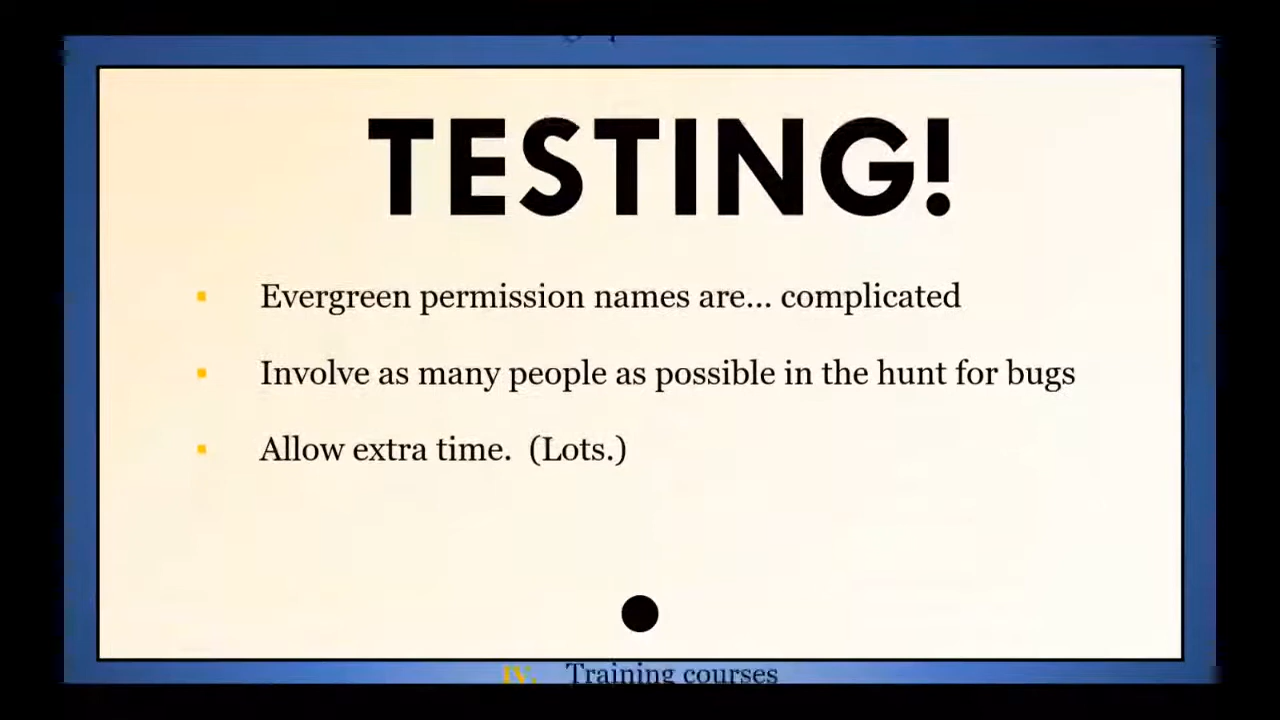 TESTING!
Evergreen permission names are... complicated
Involve as many people as possible in the hunt for bugs
Allow extra time.  (Lots.)
IV. Training courses